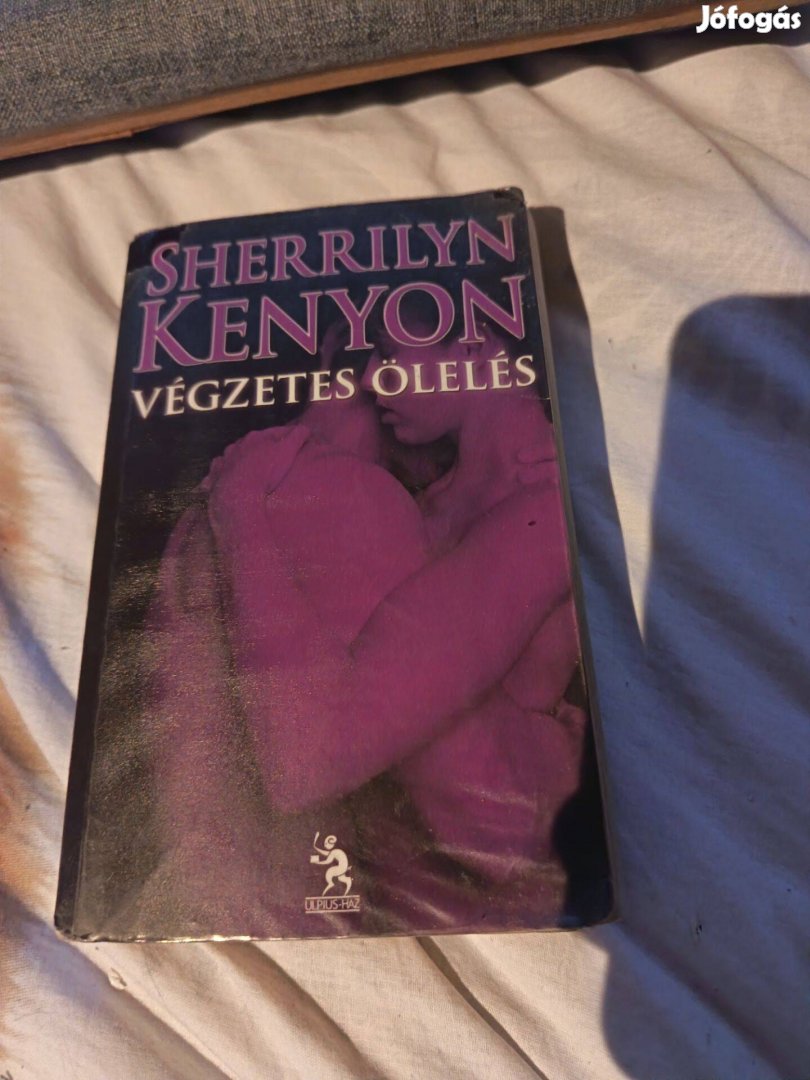 Jófogás
SHERRILYN
KENYON
VÉGZETES ÖLELÉS
ULPIUS-HÁZ